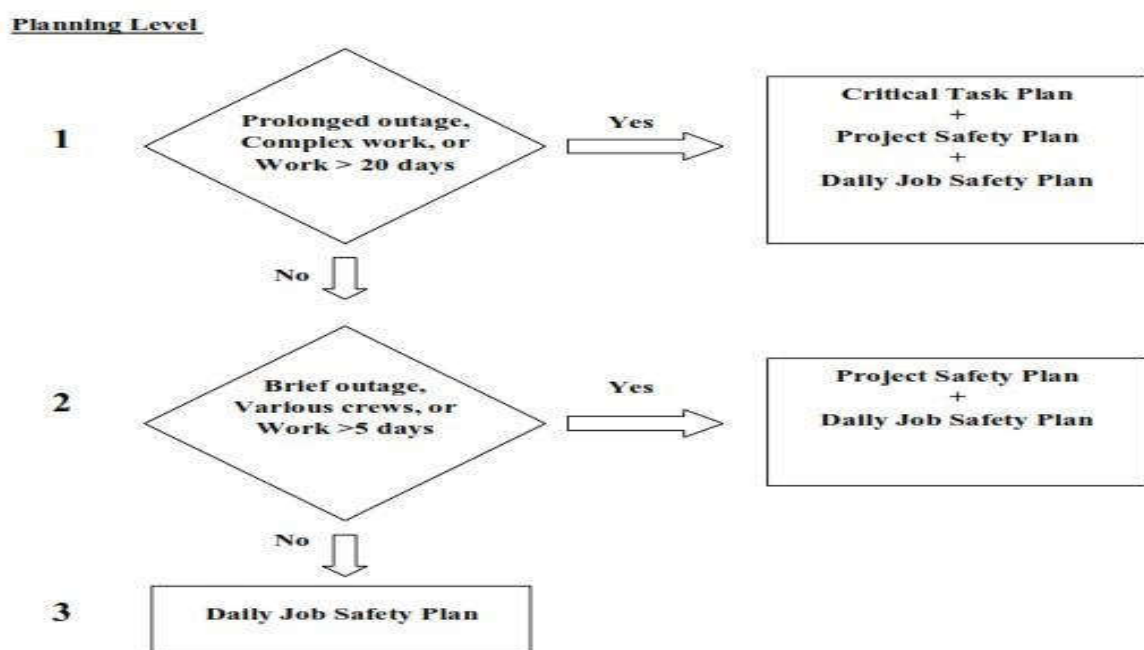 Planning Level
1
Prolonged outage,
Complex work, or
Work > 20 days
Yes
Critical Task Plan
+
Project Safety Plan
+
Daily Job Safety Plan
No
2
Brief outage,
Various crews, or
Work >5 days
Yes
Project Safety Plan
+
Daily Job Safety Plan
No
3
Daily Job Safety Plan